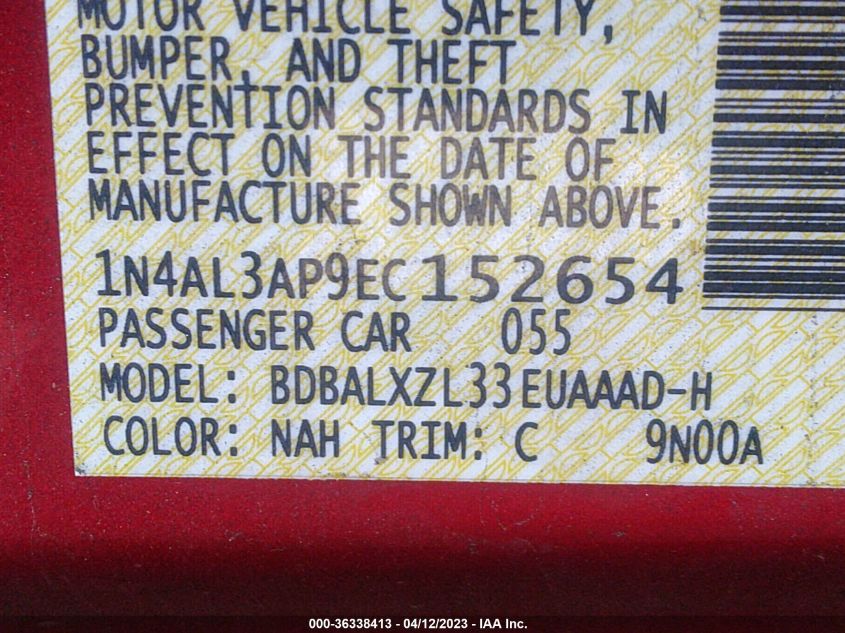 MOTOR VEHICLE SAFETY,
BUMPER, AND THEFT
PREVENTION STANDARDS IN
EFFECT ON THE DATE OF
MANUFACTURE SHOWN ABOVE.
1N4AL3AP9EC152654
PASSENGER CAR 055
MODEL: BDBALXZL33EUAAAD-H
COLOR: NAH TRIM: C 9N00A
000-36338413 - 04/12/2023 - IAA Inc.